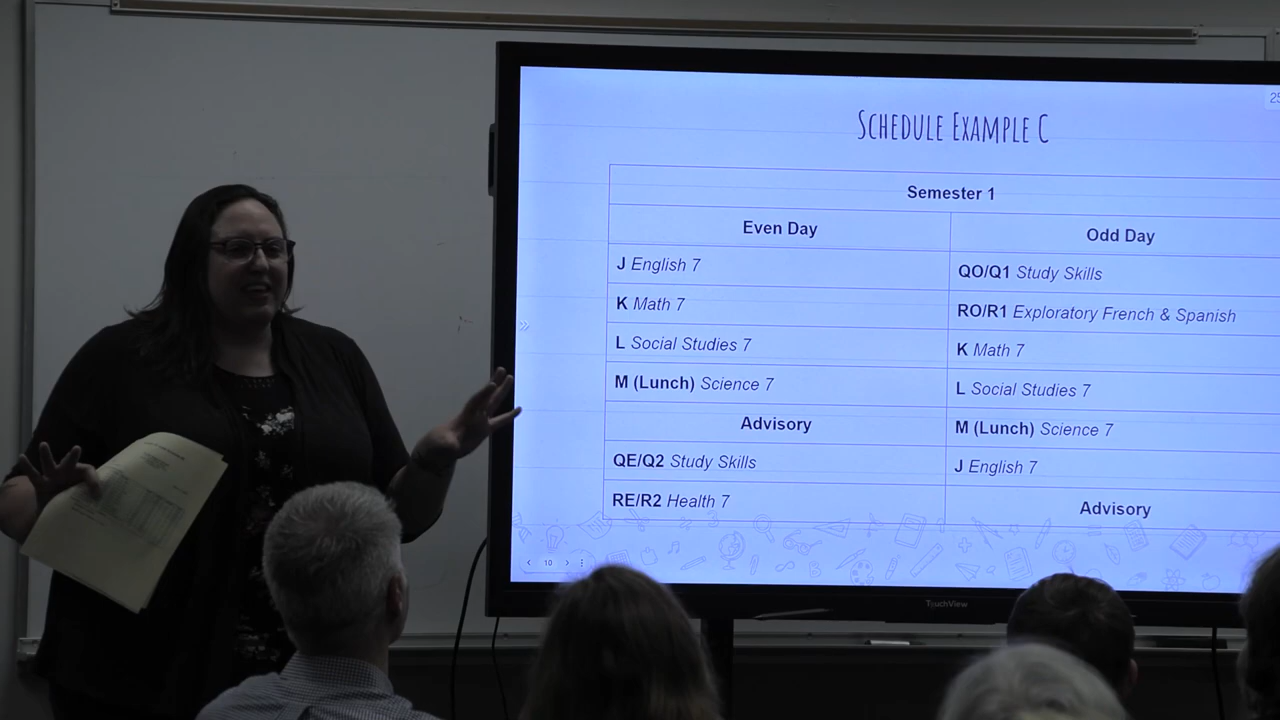 25
SCHEDULE EXAMPLE C
Semester 1
Even Day
Odd Day
J English 7
QO/Q1 Study Skills
K Math 7
RO/R1 Exploratory French & Spanish
L Social Studies 7
K Math 7
M (Lunch) Science 7
L Social Studies 7
Advisory
M (Lunch) Science 7
QE/Q2 Study Skills
J English 7
RE/R2 Health 7
Advisory
10
TouchView